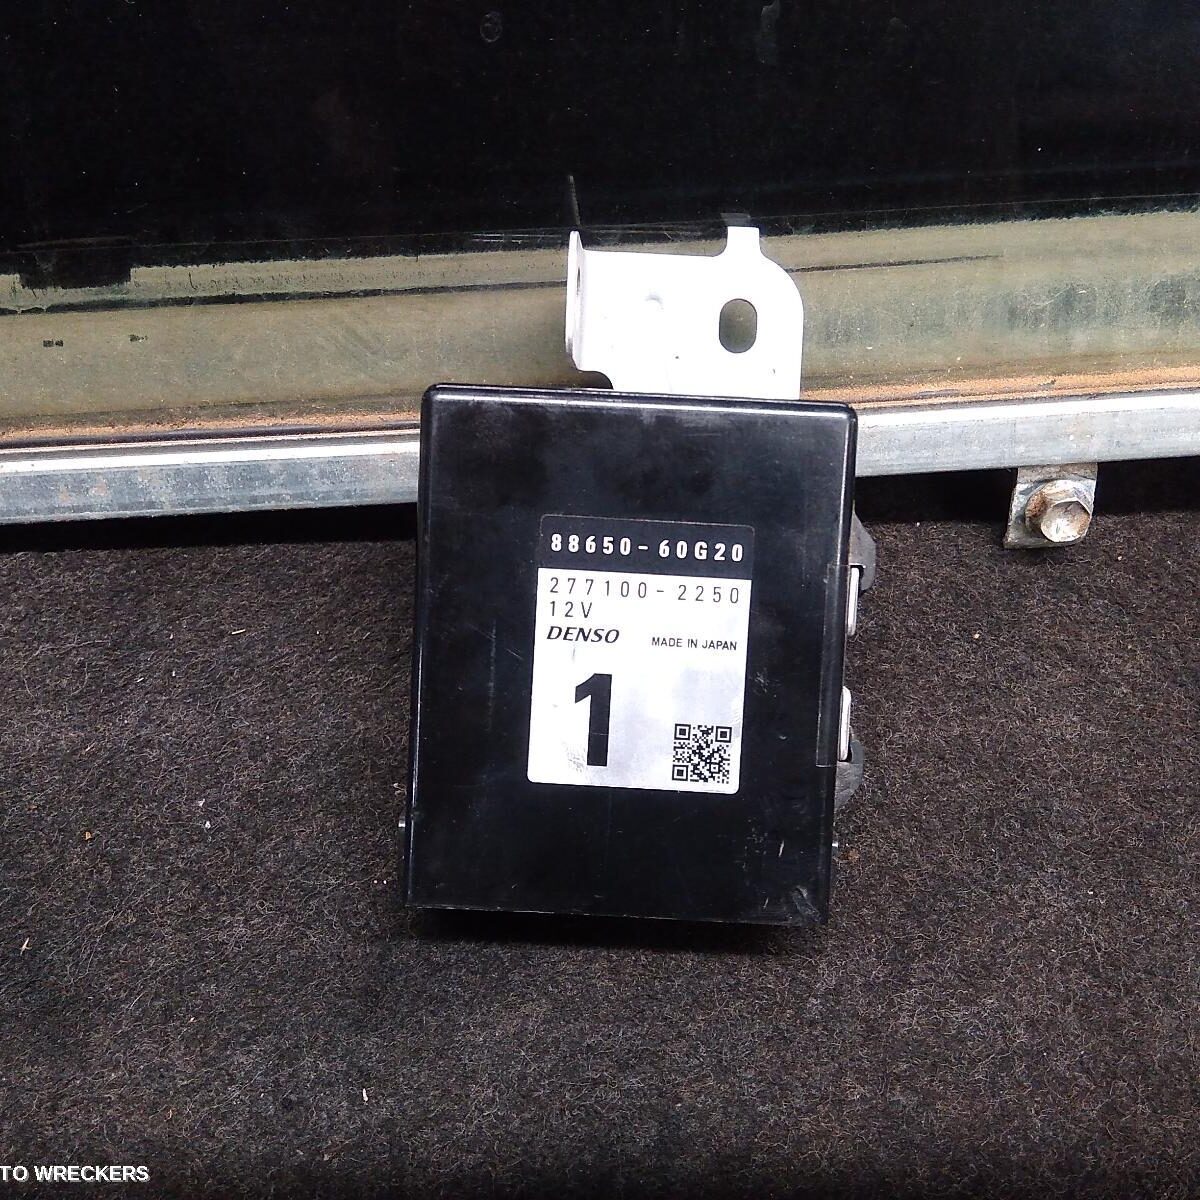 88650-60G20
277100-2250
12V
DENSO MADE IN JAPAN
1
TO WRECKERS